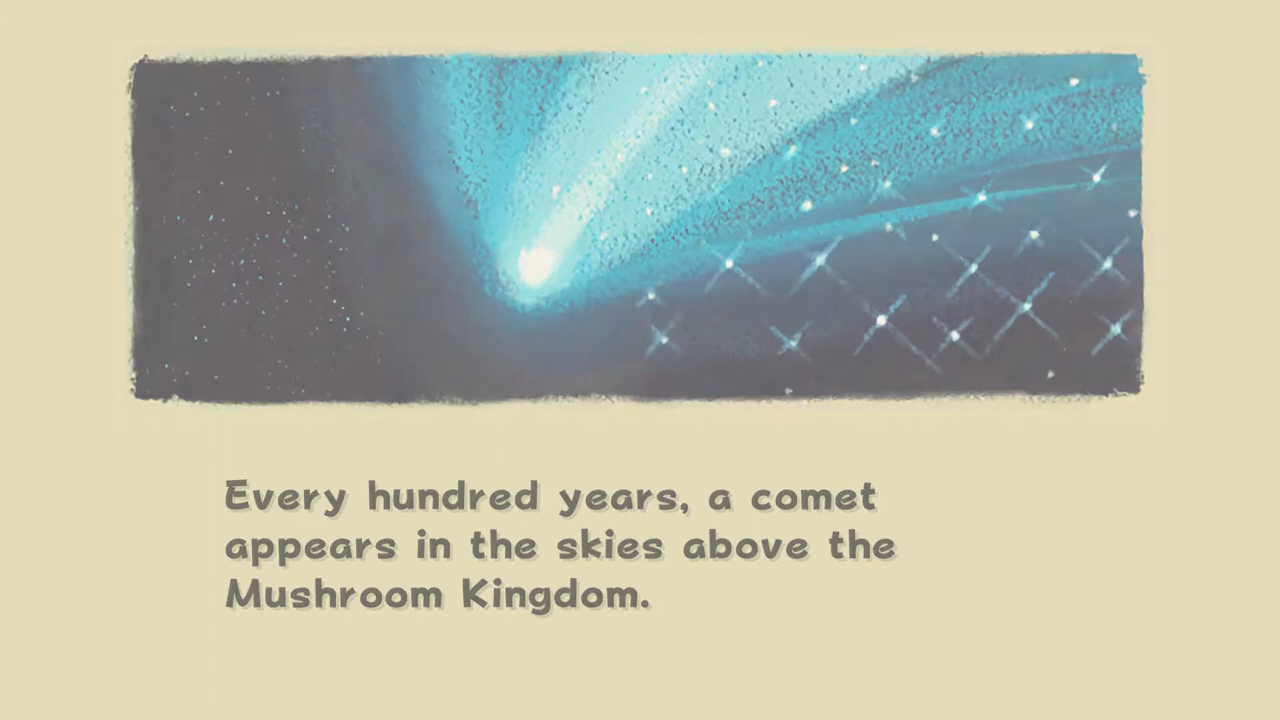 Every hundred years, a comet
appears in the skies above the
Mushroom Kingdom.